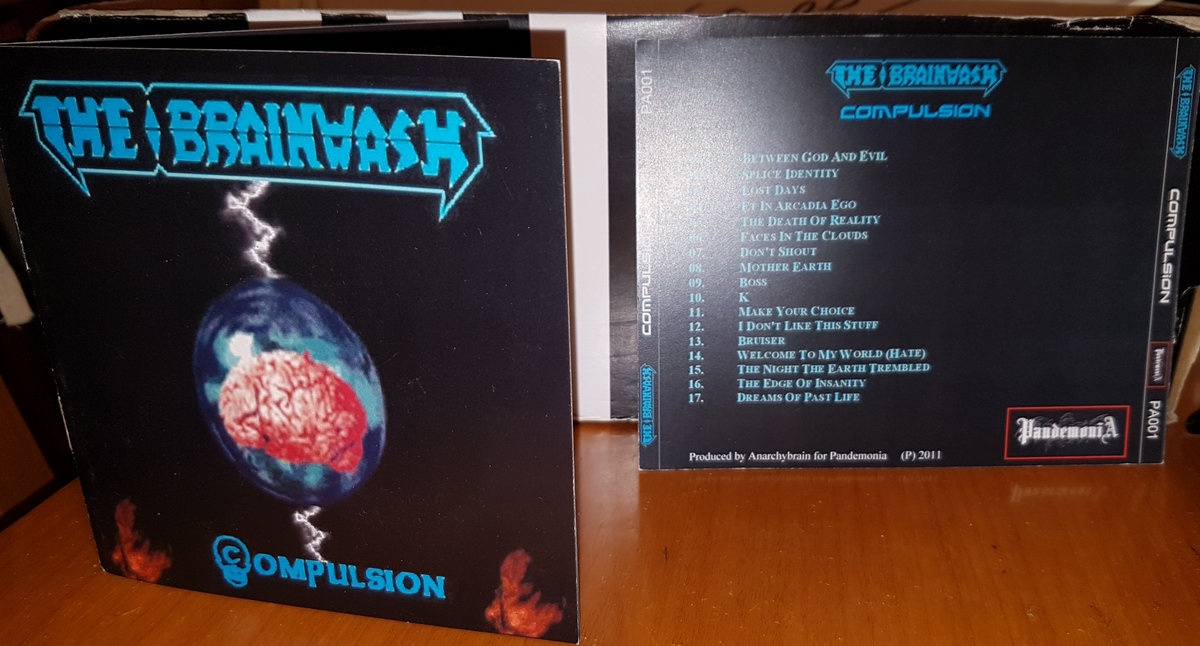 THE BRAINWASH
COMPULSION
PA001
COMPULSION
THE BRAINWASH
THE BRAINWASH
COMPULSION
BETWEEN GOD AND EVIL
SPLICE IDENTITY
LOST DAYS
ET IN ARCADIA EGO
THE DEATH OF REALITY
06. FACES IN THE CLOUDS
07. DON'T SHOUT
08. MOTHER EARTH
09. BOSS
10. K
11. MAKE YOUR CHOICE
12. I DON'T LIKE THIS STUFF
13. BRUISER
14. WELCOME TO MY WORLD (HATE)
15. THE NIGHT THE EARTH TREMBLED
16. THE EDGE OF INSANITY
17. DREAMS OF PAST LIFE
Produced by Anarchybrain for Pandemonia (P) 2011
PandemoniA
THE BRAINWASH
COMPULSION
PandemoniA
PA001